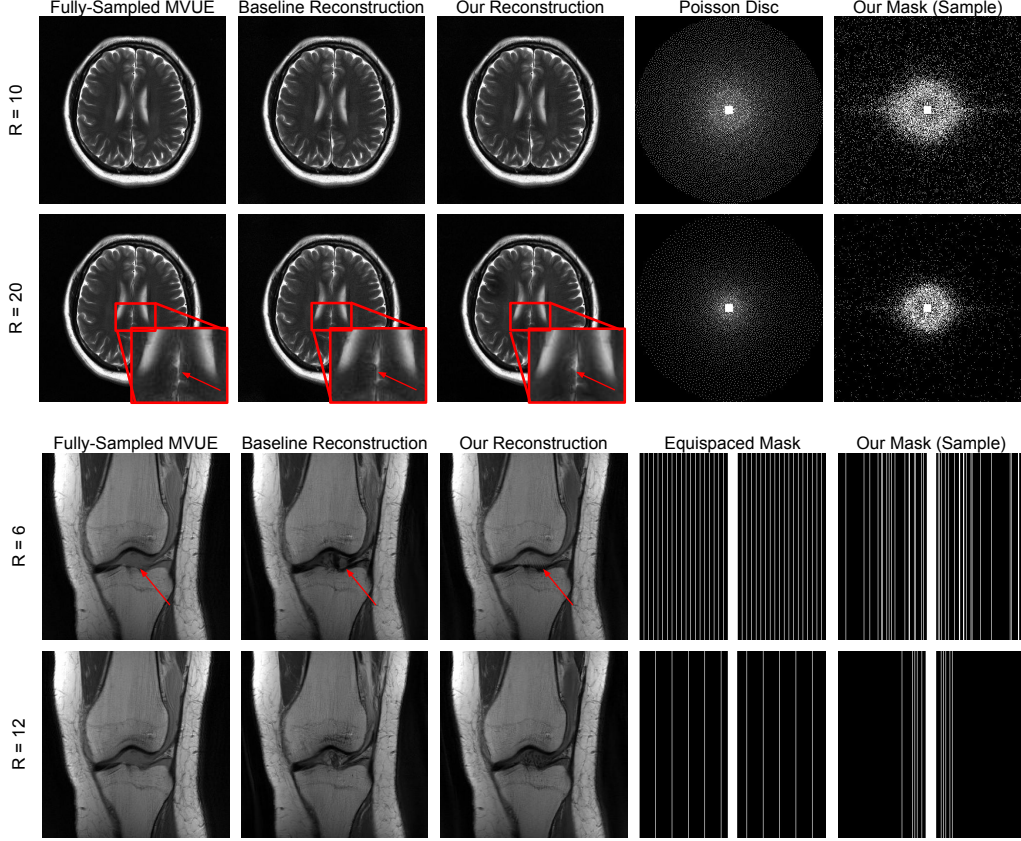 Fully-Sampled MVUE Baseline Reconstruction Our Reconstruction Poisson Disc Our Mask (Sample)
R = 10
R = 20
Fully-Sampled MVUE Baseline Reconstruction Our Reconstruction Equispaced Mask Our Mask (Sample)
R = 6
R = 12